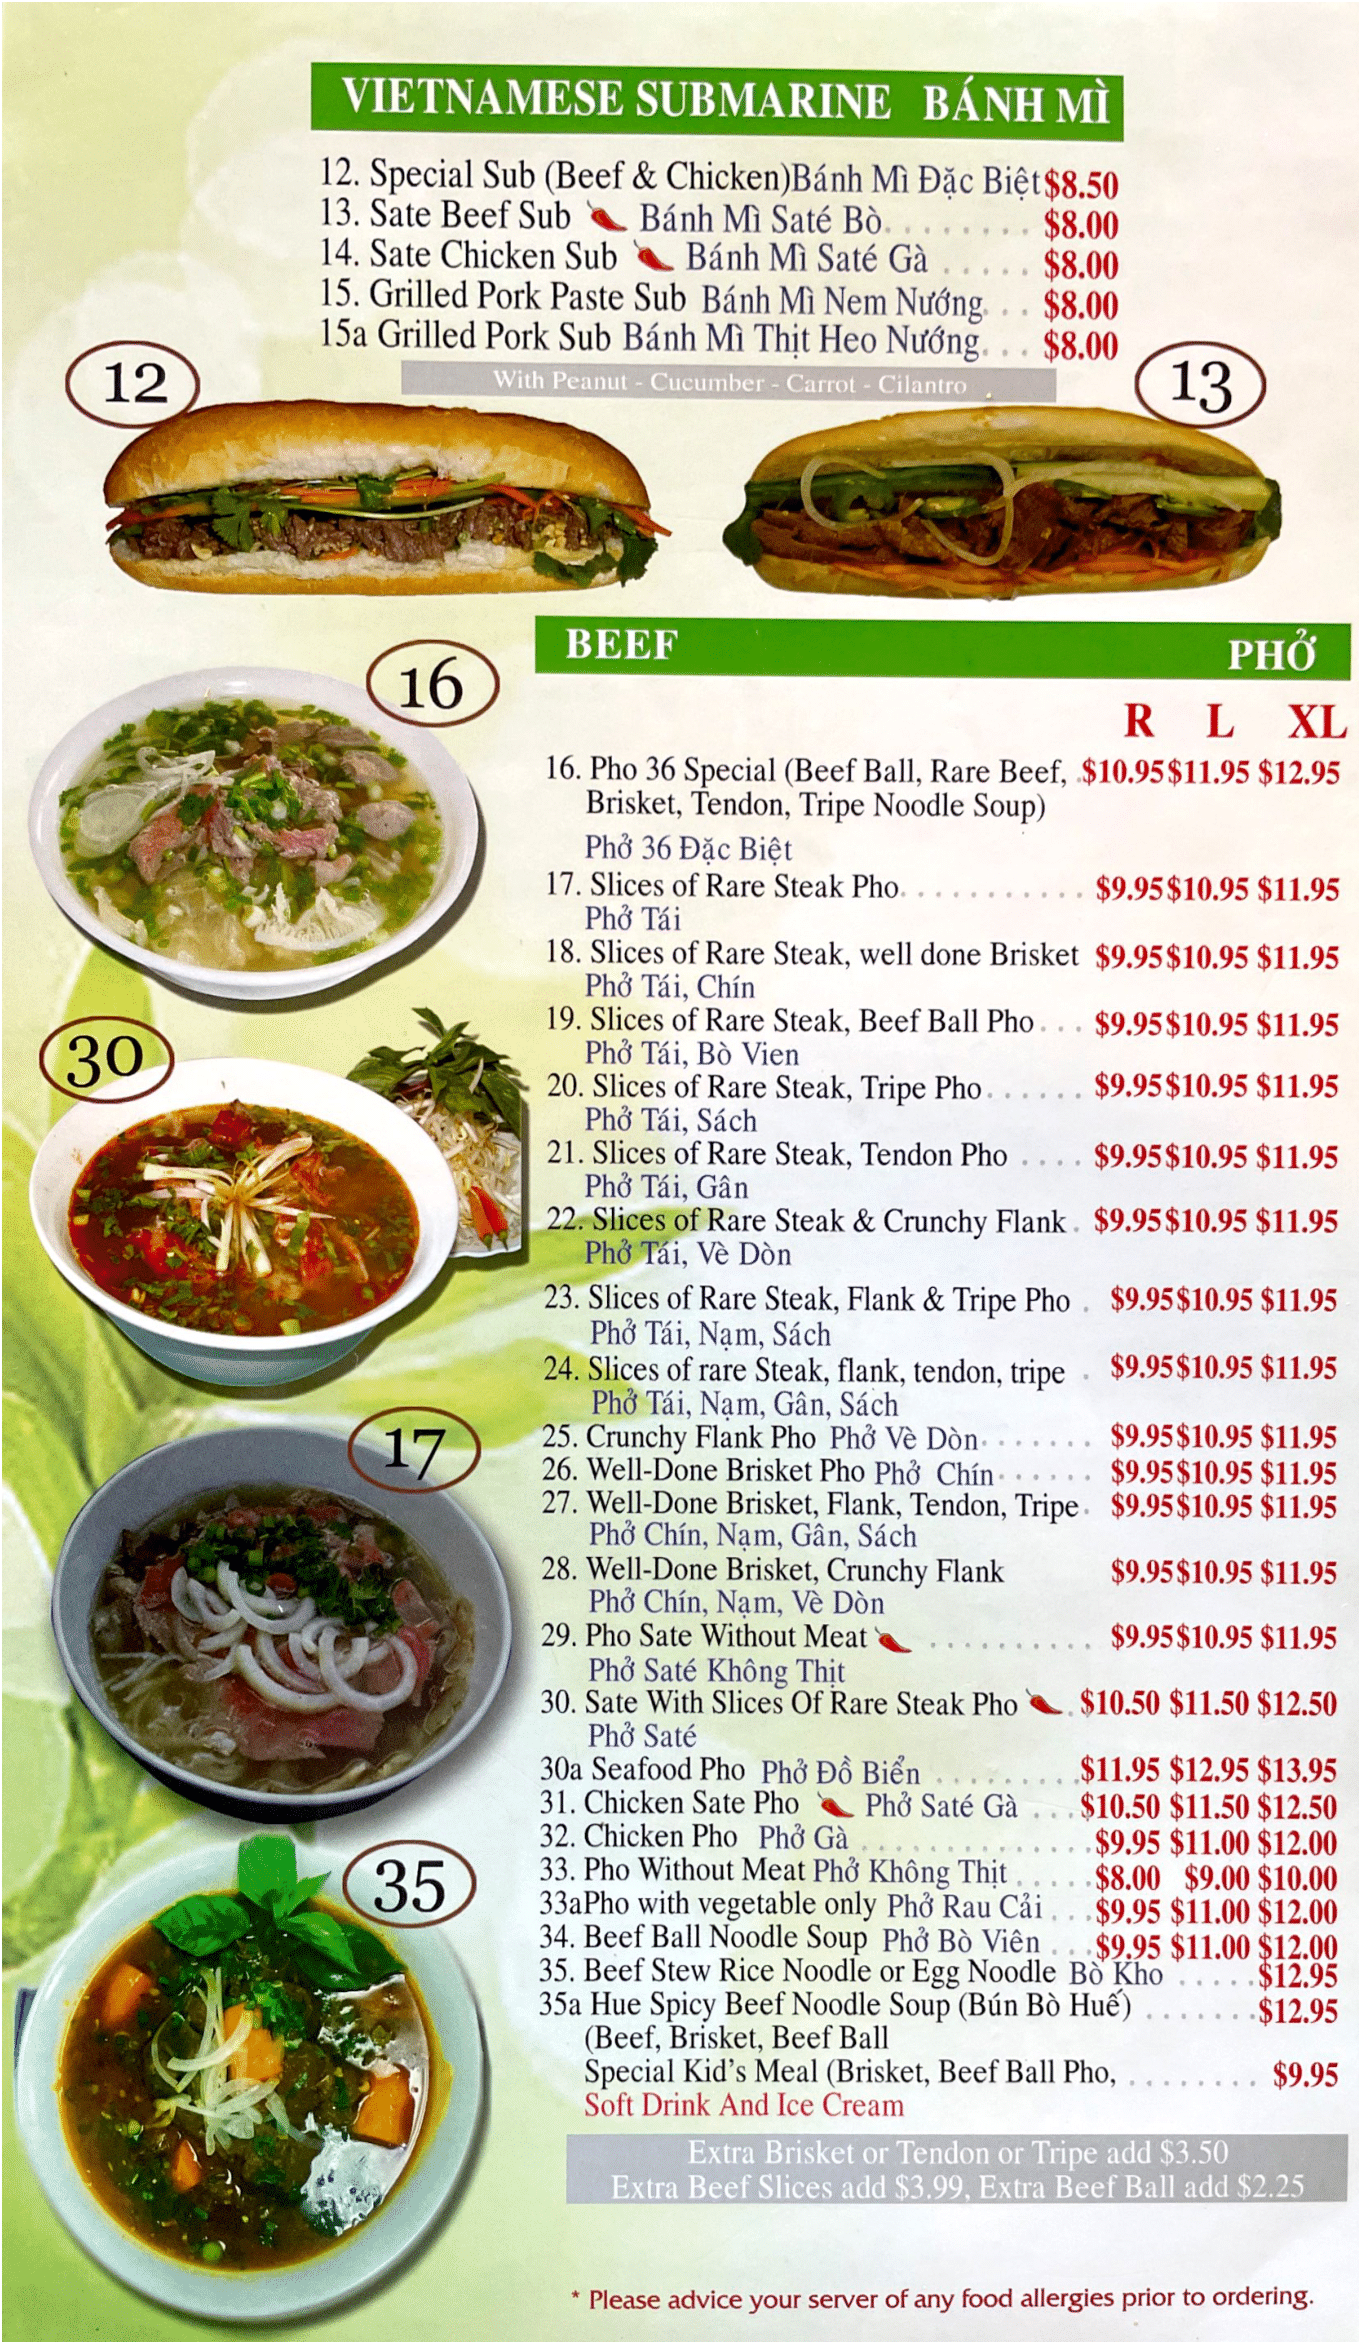 VIETNAMESE SUBMARINE BÁNH MÌ
12. Special Sub (Beef & Chicken)Bánh Mì Đặc Biệt $8.50
13. Sate Beef Sub Bánh Mì Saté Bò. . . . . . . . $8.00
14. Sate Chicken Sub Bánh Mì Saté Gà . . . . . $8.00
15. Grilled Pork Paste Sub Bánh Mì Nem Nướng. . . $8.00
15a Grilled Pork Sub Bánh Mì Thịt Heo Nướng. . . $8.00
With Peanut - Cucumber - Carrot - Cilantro
12
13
BEEF PHỞ
16
R L XL
16. Pho 36 Special (Beef Ball, Rare Beef, .$10.95 $11.95 $12.95
Brisket, Tendon, Tripe Noodle Soup)
Phở 36 Đặc Biệt
17. Slices of Rare Steak Pho. . . . . . . . . . . $9.95 $10.95 $11.95
Phở Tái
18. Slices of Rare Steak, well done Brisket $9.95 $10.95 $11.95
Phở Tái, Chín
19. Slices of Rare Steak, Beef Ball Pho . . . $9.95 $10.95 $11.95
Phở Tái, Bò Vien
30
20. Slices of Rare Steak, Tripe Pho. . . . . . $9.95 $10.95 $11.95
Phở Tái, Sách
21. Slices of Rare Steak, Tendon Pho . . . . $9.95 $10.95 $11.95
Phở Tái, Gân
22. Slices of Rare Steak & Crunchy Flank . $9.95 $10.95 $11.95
Phở Tái, Vè Dòn
23. Slices of Rare Steak, Flank & Tripe Pho . $9.95 $10.95 $11.95
Phở Tái, Nạm, Sách
24. Slices of rare Steak, flank, tendon, tripe . $9.95 $10.95 $11.95
Phở Tái, Nạm, Gân, Sách
17
25. Crunchy Flank Pho Phở Vè Dòn. . . . . . . $9.95 $10.95 $11.95
26. Well-Done Brisket Pho Phở Chín . . . . . . $9.95 $10.95 $11.95
27. Well-Done Brisket, Flank, Tendon, Tripe . $9.95 $10.95 $11.95
Phở Chín, Nạm, Gân, Sách
28. Well-Done Brisket, Crunchy Flank $9.95 $10.95 $11.95
Phở Chín, Nạm, Vè Dòn
29. Pho Sate Without Meat . . . . . . . . . . $9.95 $10.95 $11.95
Phở Saté Không Thịt
30. Sate With Slices Of Rare Steak Pho . $10.50 $11.50 $12.50
Phở Saté
30a Seafood Pho Phở Đồ Biển . . . . . . . . .$11.95 $12.95 $13.95
31. Chicken Sate Pho Phở Saté Gà . . . $10.50 $11.50 $12.50
32. Chicken Pho Phở Gà . . . . . . . . . . . . . .$9.95 $11.00 $12.00
33. Pho Without Meat Phở Không Thịt . . . . .$8.00 $9.00 $10.00
35
33aPho with vegetable only Phở Rau Cải . . .$9.95 $11.00 $12.00
34. Beef Ball Noodle Soup Phở Bò Viên . . .$9.95 $11.00 $12.00
35. Beef Stew Rice Noodle or Egg Noodle Bò Kho . . . . .$12.95
35a Hue Spicy Beef Noodle Soup (Bún Bò Huế) . . . . . . .$12.95
(Beef, Brisket, Beef Ball
Special Kid's Meal (Brisket, Beef Ball Pho, . . . . . . . . $9.95
Soft Drink And Ice Cream
Extra Brisket or Tendon or Tripe add $3.50
Extra Beef Slices add $3.99, Extra Beef Ball add $2.25
* Please advice your server of any food allergies prior to ordering.